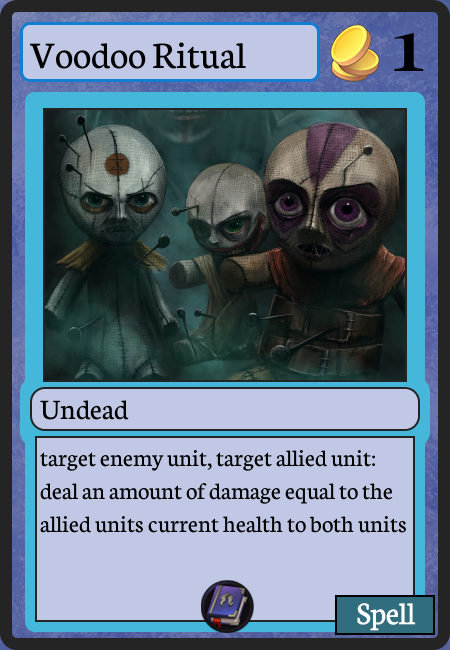 Voodoo Ritual 1
Undead
target enemy unit, target allied unit:
deal an amount of damage equal to the
allied units current health to both units
Spell